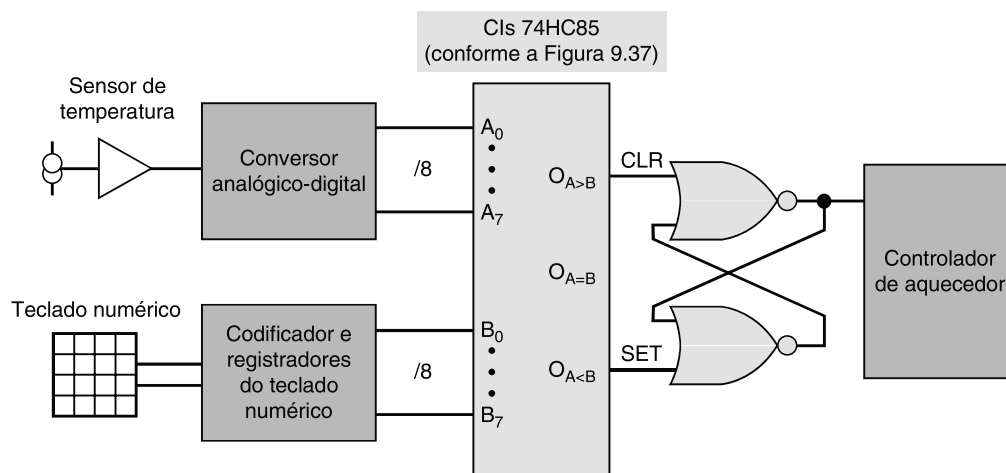 CIs 74HC85
(conforme a Figura 9.37)
Sensor de
temperatura
Conversor
analógico-digital
/8
A0
A7
OA>B
CLR
OA=B
Controlador
de aquecedor
Teclado numérico
Codificador e
registradores
do teclado
numérico
/8
B0
B7
OA<B
SET